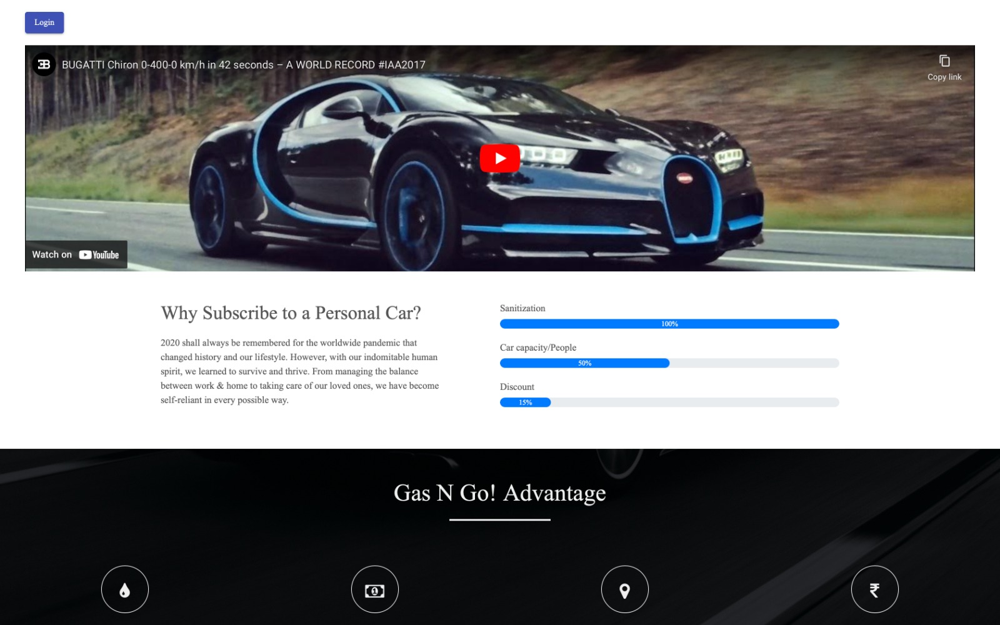 Login
BUGATTI Chiron 0-400-0 km/h in 42 seconds – A WORLD RECORD #IAA2017
Copy link
Watch on YouTube
Why Subscribe to a Personal Car?
2020 shall always be remembered for the worldwide pandemic that
changed history and our lifestyle. However, with our indomitable human
spirit, we learned to survive and thrive. From managing the balance
between work & home to taking care of our loved ones, we have become
self-reliant in every possible way.
Sanitization
100%
Car capacity/People
50%
Discount
15%
Gas N Go! Advantage